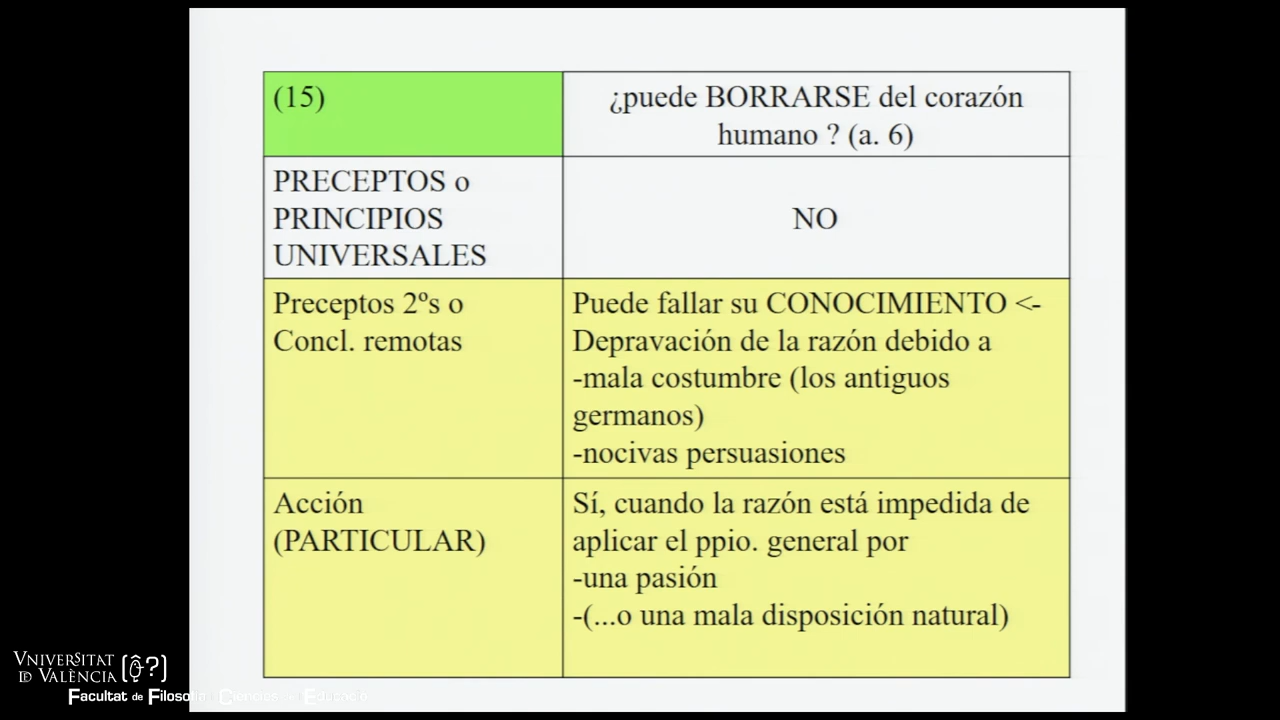 (15)
¿puede BORRARSE del corazón
humano ? (a. 6)
PRECEPTOS o
PRINCIPIOS
UNIVERSALES
NO
Preceptos 2ºs o
Concl. remotas
Puede fallar su CONOCIMIENTO <-
Depravación de la razón debido a
-mala costumbre (los antiguos
germanos)
-nocivas persuasiones
Acción
(PARTICULAR)
Sí, cuando la razón está impedida de
aplicar el ppio. general por
-una pasión
-(...o una mala disposición natural)
VNIVERSITAT
DE VALÈNCIA
Facultat de Filosofia i Ciències de l'Educació